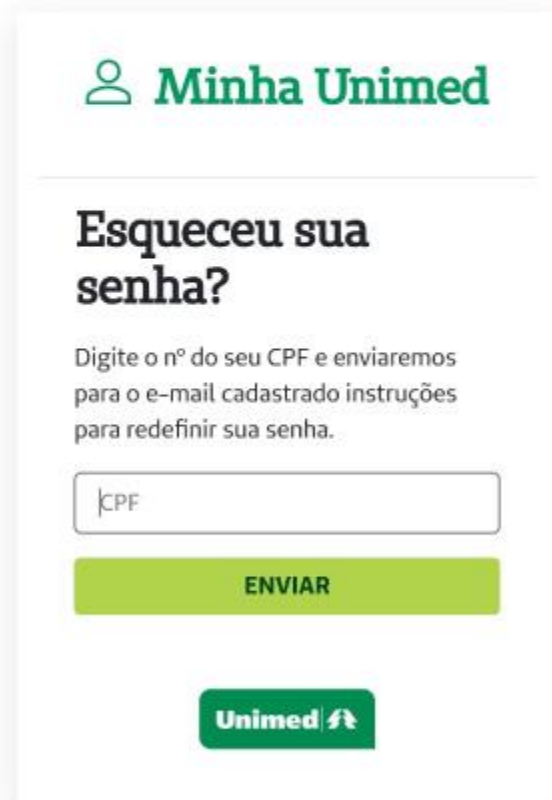 Minha Unimed
Esqueceu sua
senha?
Digite o nº do seu CPF e enviaremos
para o e-mail cadastrado instruções
para redefinir sua senha.
CPF
ENVIAR
Unimed